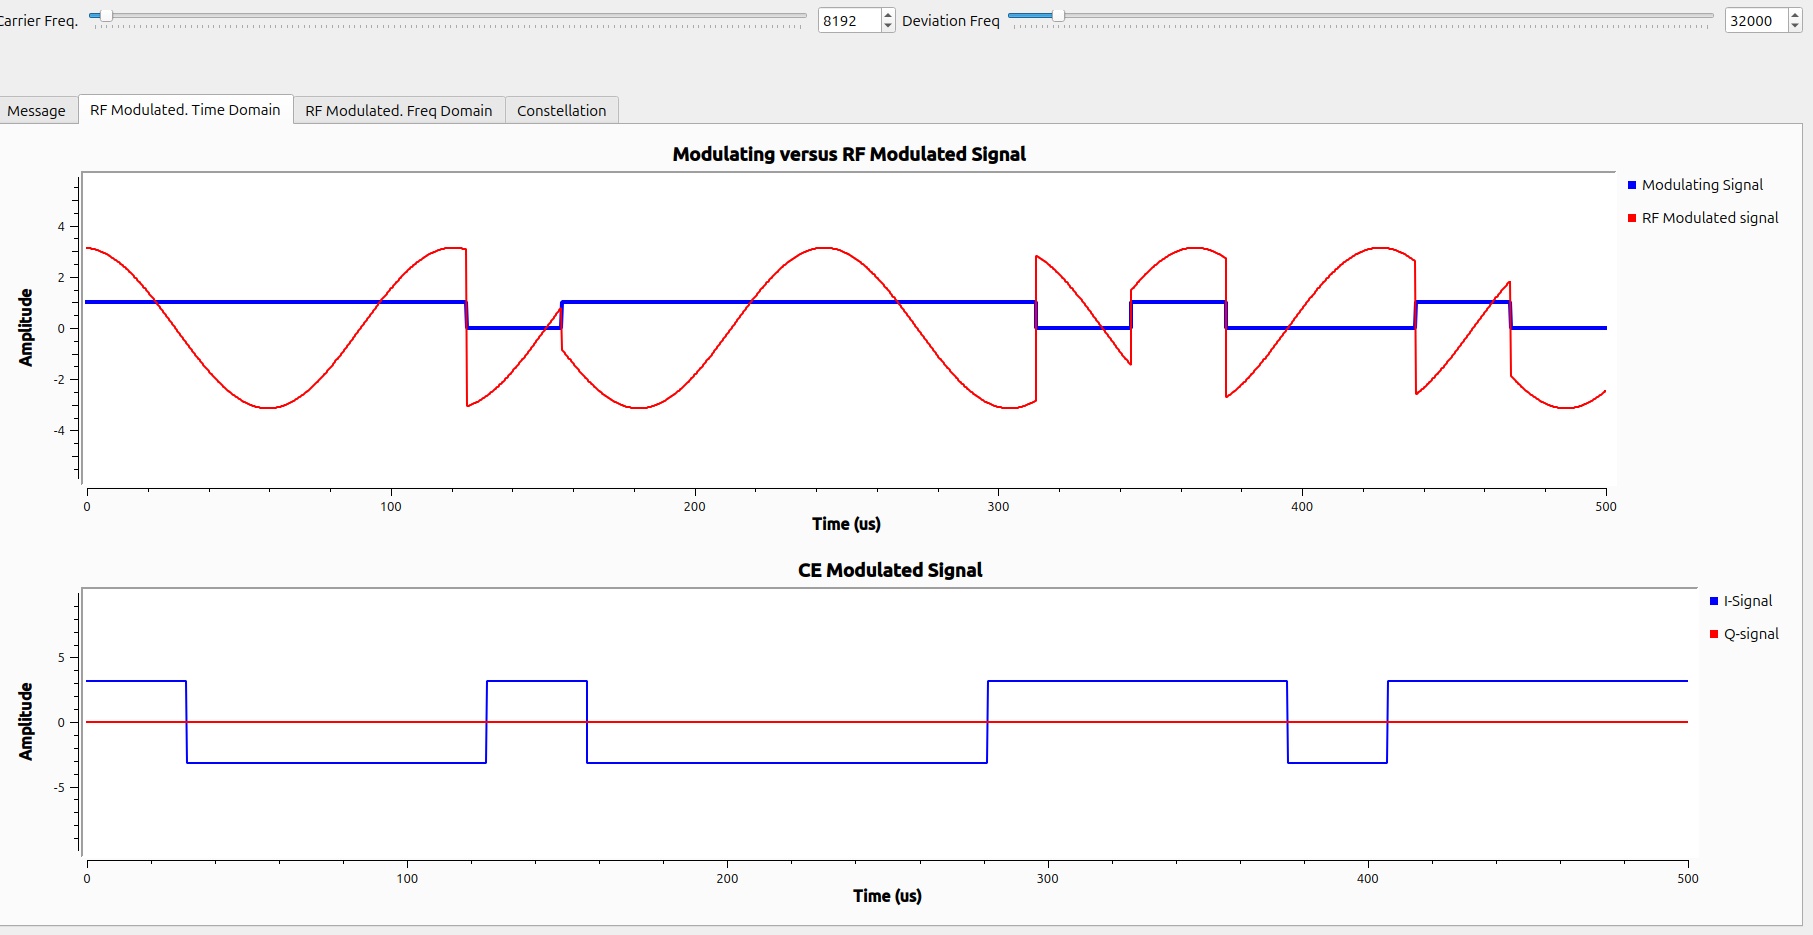 Carrier Freq. 8192 Deviation Freq 32000
Message RF Modulated. Time Domain RF Modulated. Freq Domain Constellation
Modulating versus RF Modulated Signal
Modulating Signal
RF Modulated signal
Amplitude
4
2
0
-2
-4
0 100 200 300 400 500
Time (us)
CE Modulated Signal
I-Signal
Q-signal
Amplitude
5
0
-5
0 100 200 300 400 500
Time (us)